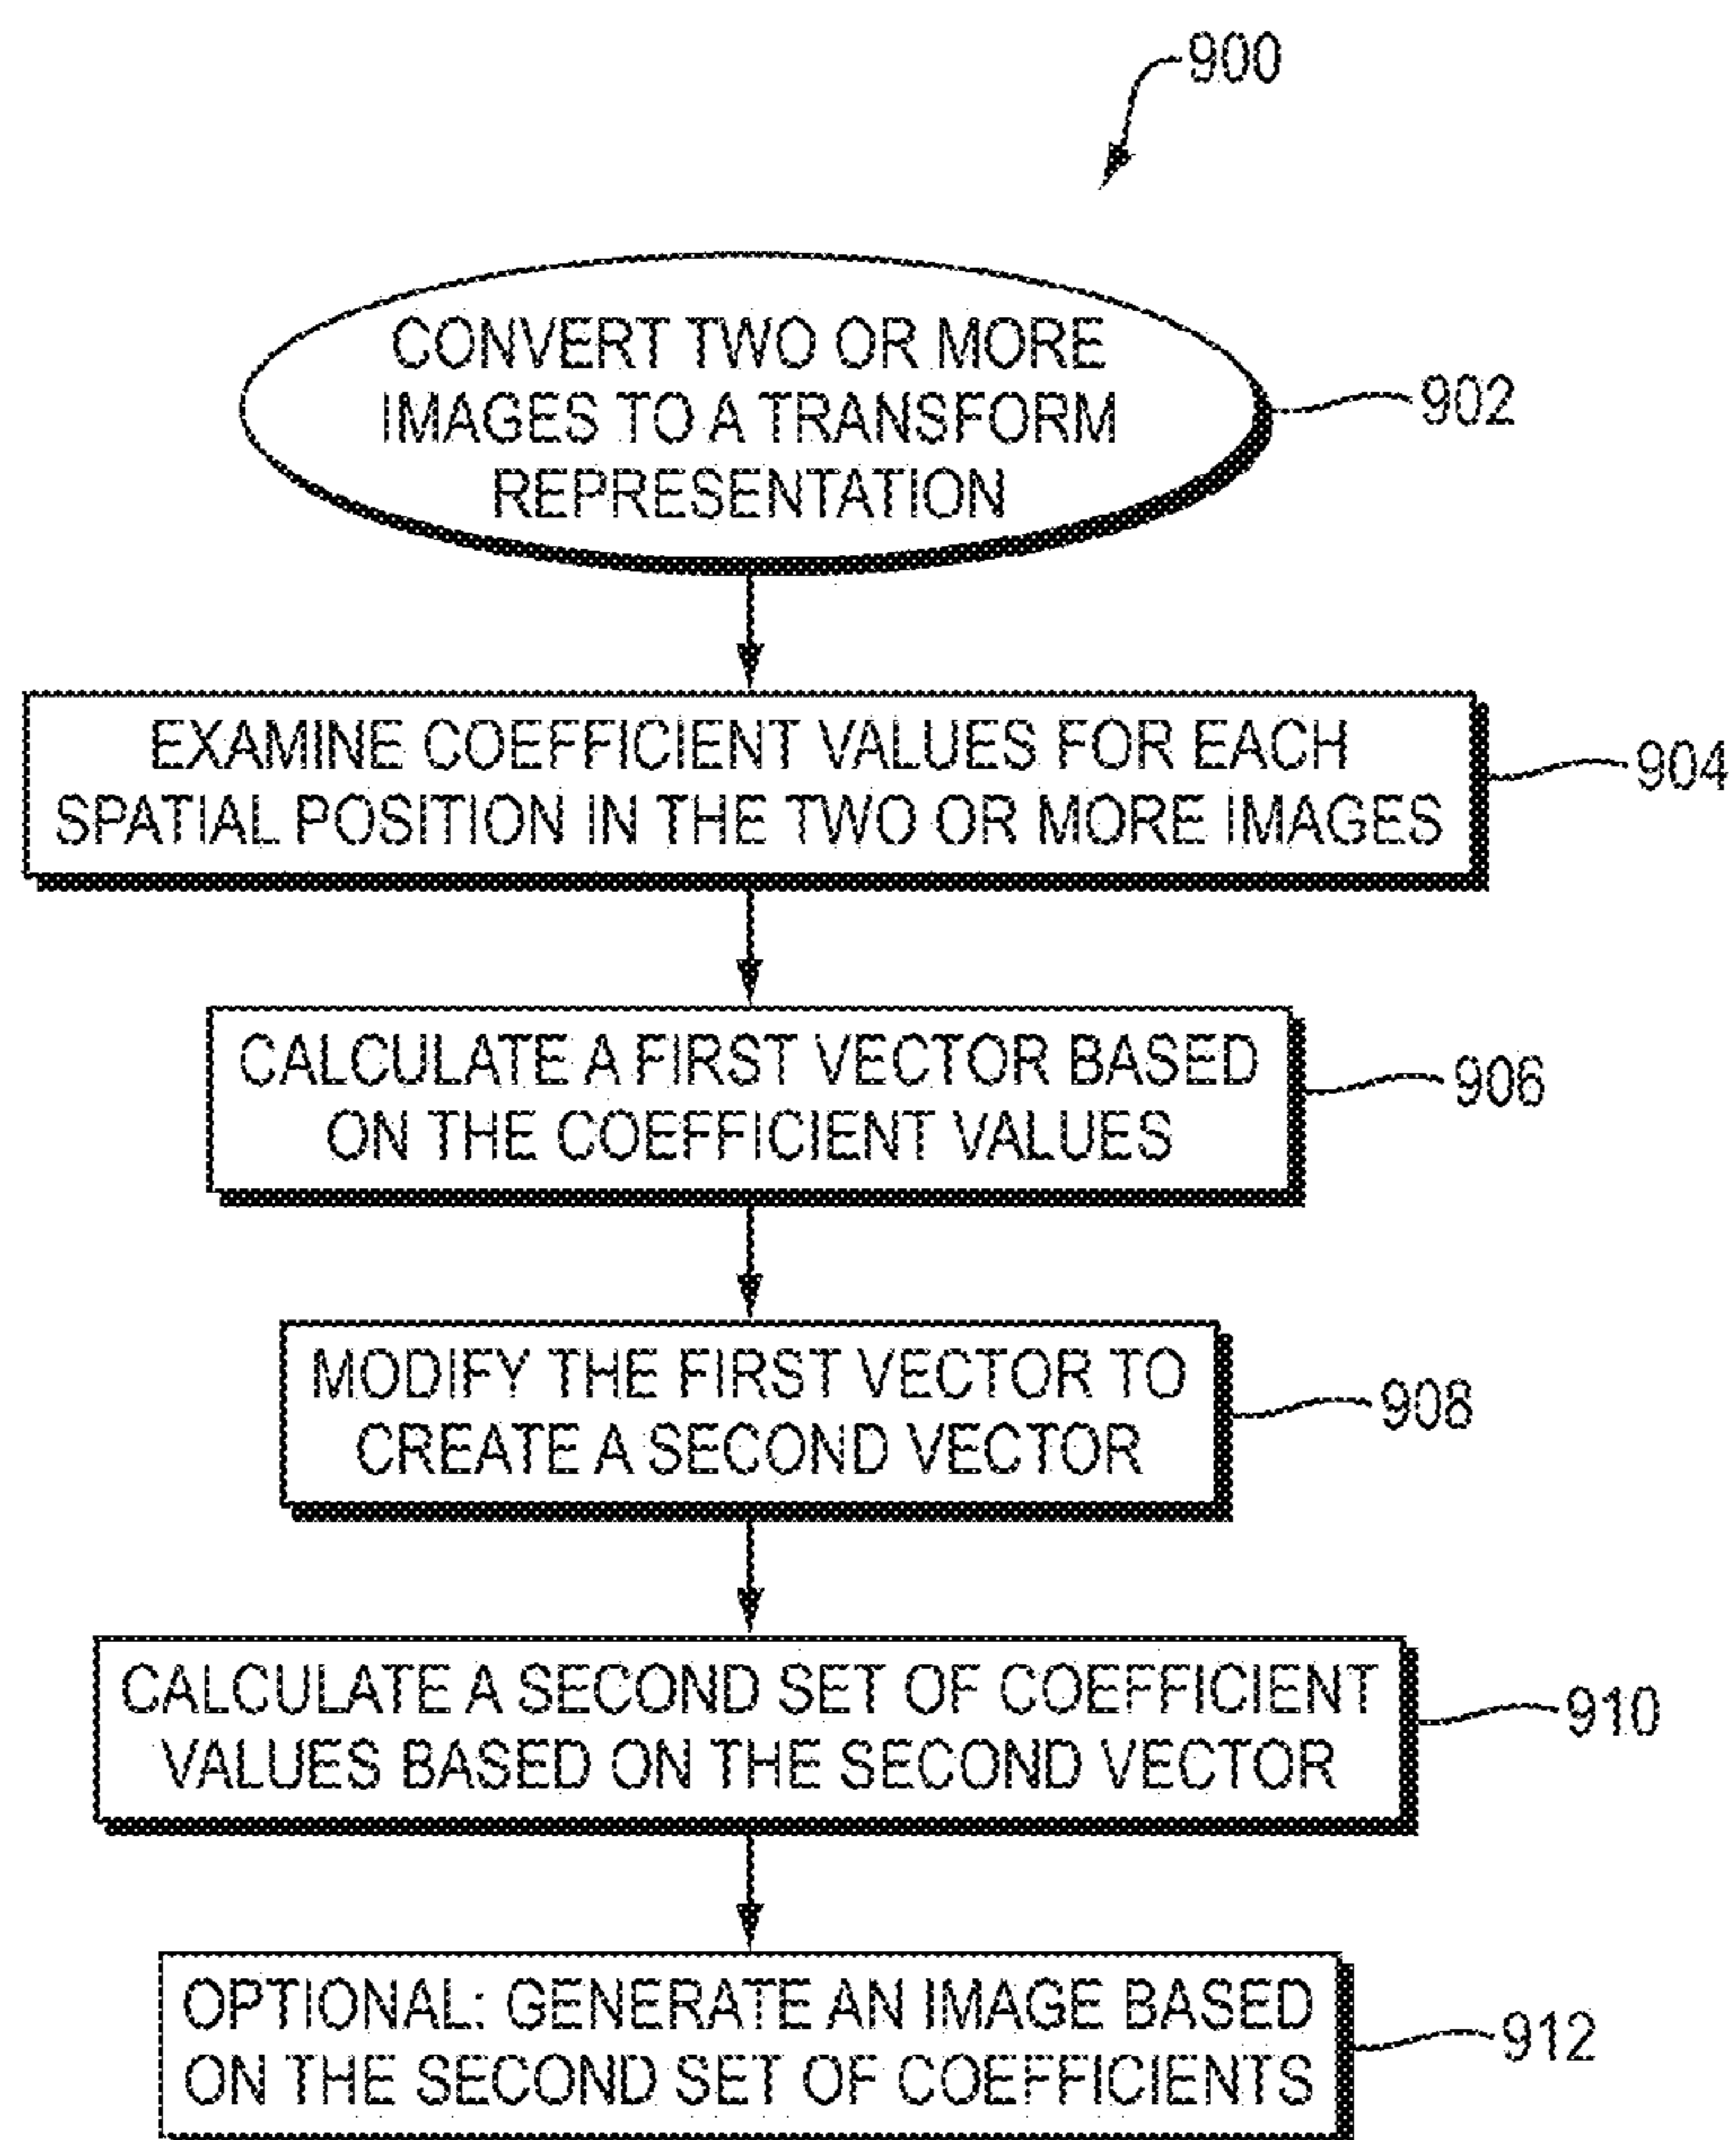 900
CONVERT TWO OR MORE
IMAGES TO A TRANSFORM
REPRESENTATION
902
EXAMINE COEFFICIENT VALUES FOR EACH
SPATIAL POSITION IN THE TWO OR MORE IMAGES
904
CALCULATE A FIRST VECTOR BASED
ON THE COEFFICIENT VALUES
906
MODIFY THE FIRST VECTOR TO
CREATE A SECOND VECTOR
908
CALCULATE A SECOND SET OF COEFFICIENT
VALUES BASED ON THE SECOND VECTOR
910
OPTIONAL: GENERATE AN IMAGE BASED
ON THE SECOND SET OF COEFFICIENTS
912